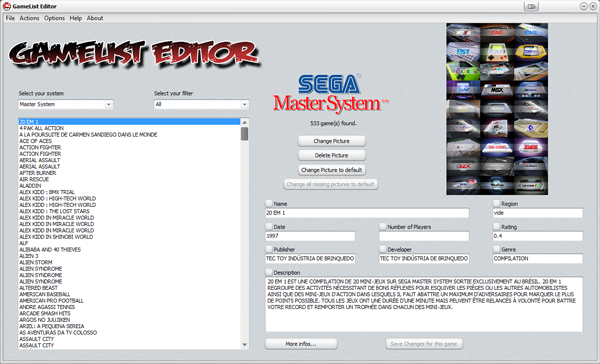 GameList Editor
File Actions Options Help About
GAMELIST EDITOR
SEGA
Master System
Select your system
Select your filter
Master System
All
533 game(s) found.
20 EM 1
4 PAK ALL ACTION
A LA POURSUITE DE CARMEN SANDIEGO DANS LE MONDE
ACE OF ACES
ACTION FIGHTER
ACTION FIGHTER
AERIAL ASSAULT
AERIAL ASSAULT
AFTER BURNER
AIR RESCUE
ALADDIN
ALEX KIDD : BMX TRIAL
ALEX KIDD : HIGH-TECH WORLD
ALEX KIDD : HIGH-TECH WORLD
ALEX KIDD : THE LOST STARS
ALEX KIDD IN MIRACLE WORLD
ALEX KIDD IN MIRACLE WORLD
ALEX KIDD IN MIRACLE WORLD
ALEX KIDD IN SHINOBI WORLD
ALF
ALIBABA AND 40 THIEVES
ALIEN 3
ALIEN STORM
ALIEN SYNDROME
ALIEN SYNDROME
ALIEN SYNDROME
ALTERED BEAST
AMERICAN BASEBALL
AMERICAN PRO FOOTBALL
ANDRE AGASSI TENNIS
ARCADE SMASH HITS
ARGOS NO JUUJIKEN
ARIEL: A PEQUENA SEREIA
AS AVENTURAS DA TV COLOSSO
ASSAULT CITY
ASSAULT CITY
Change Picture
Delete Picture
Change Picture to default
Change all missing pictures to default
Name
Region
20 EM 1
vide
Date
Number of Players
Rating
1997
0.4
Publisher
Developer
Genre
TEC TOY INDÚSTRIA DE BRINQUEDO
TEC TOY INDÚSTRIA DE BRINQUEDO
COMPILATION
Description
20 EM 1 EST UNE COMPILATION DE 20 MINI-JEUX SUR SEGA MASTER SYSTEM SORTIE EXCLUSIVEMENT AU BRÉSIL. 20 EM 1
REGROUPE DES ACTIVITÉS NÉCESSITANT DE BONS RÉFLEXES POUR ESQUIVER LES PIÈGES OU LES AUTRES AUTOMOBILISTES
AINSI QUE DES MINI-JEUX D'ACTION DANS LESQUELS IL FAUT ABATTRE UN MAXIMUM D'ADVERSAIRES POUR MARQUER LE PLUS
DE POINTS POSSIBLE. TOUS LES JEUX ONT UNE DURÉE D'UNE MINUTE MAIS PEUVENT ÊTRE RELANCÉS À VOLONTÉ POUR BATTRE
VOTRE RECORD ET REMPORTER UN TROPHÉE DANS CHACUN DES MINI-JEUX.
More infos...
Save Changes for this game